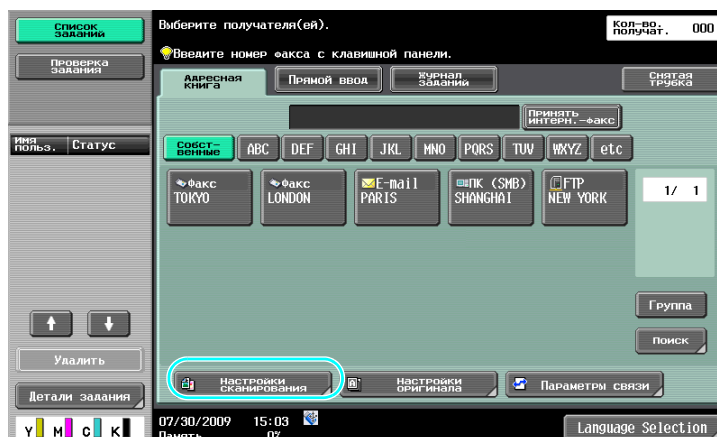 Список
заданий
Проверка
задания
Имя
польз.
Статус
Удалить
Детали задания
Y M C K
Выберите получателя(ей).
Кол-во.
получат.
000
Введите номер факса с клавишной панели.
Адресная
книга
Прямой ввод
Журнал
заданий
Снятая
трубка
Принять
интерн.-факс
Собст-
венные
ABC DEF GHI JKL MNO PQRS TUV WXYZ etc
Факс
TOKYO
Факс
LONDON
E-mail
PARIS
ПК (SMB)
SHANGHAI
FTP
NEW YORK
1/ 1
Группа
Поиск
Настройки
сканирования
Настройки
оригинала
Параметры связи
07/30/2009 15:03
Память 0%
Language Selection